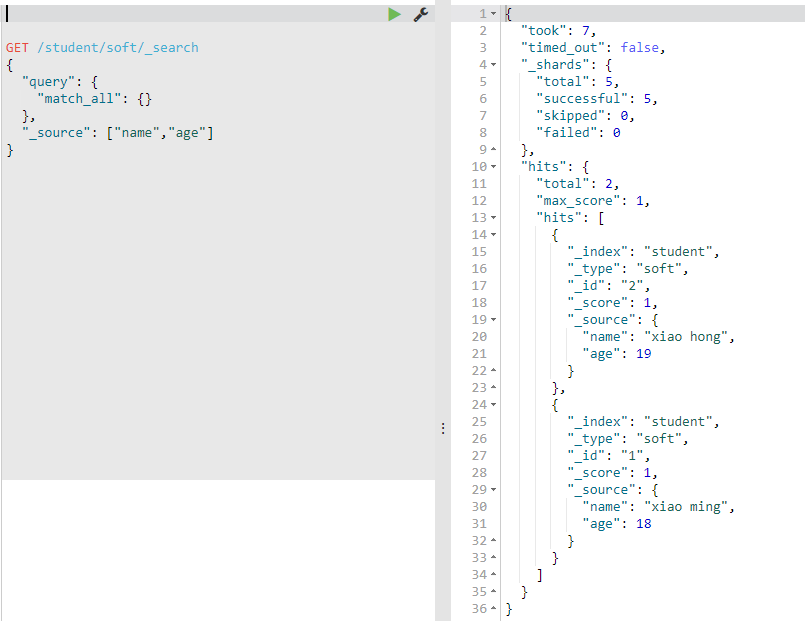 GET /student/soft/_search
{
  "query": {
    "match_all": {}
  },
  "_source": ["name","age"]
}
1 {
2   "took": 7,
3   "timed_out": false,
4   "_shards": {
5     "total": 5,
6     "successful": 5,
7     "skipped": 0,
8     "failed": 0
9   },
10   "hits": {
11     "total": 2,
12     "max_score": 1,
13     "hits": [
14       {
15         "_index": "student",
16         "_type": "soft",
17         "_id": "2",
18         "_score": 1,
19         "_source": {
20           "name": "xiao hong",
21           "age": 19
22         }
23       },
24       {
25         "_index": "student",
26         "_type": "soft",
27         "_id": "1",
28         "_score": 1,
29         "_source": {
30           "name": "xiao ming",
31           "age": 18
32         }
33       }
34     ]
35   }
36 }